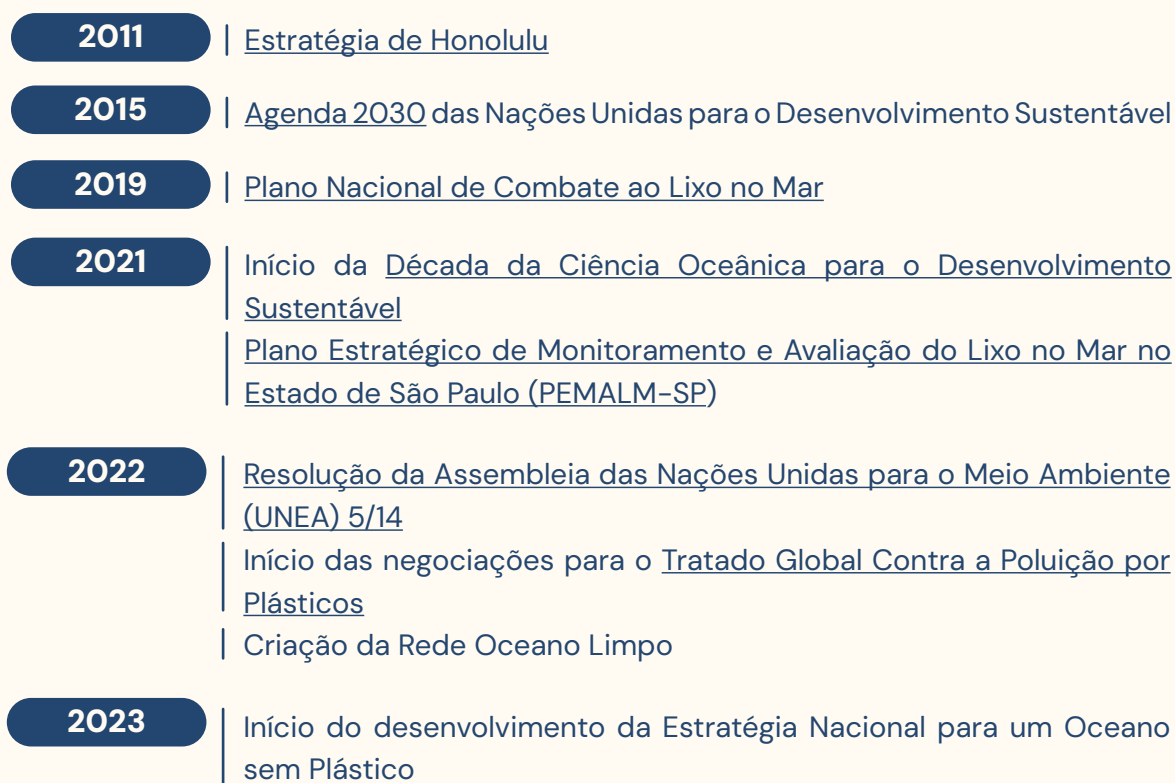 2011
Estratégia de Honolulu
2015
Agenda 2030 das Nações Unidas para o Desenvolvimento Sustentável
2019
Plano Nacional de Combate ao Lixo no Mar
2021
Início da Década da Ciência Oceânica para o Desenvolvimento
Sustentável
Plano Estratégico de Monitoramento e Avaliação do Lixo no Mar no
Estado de São Paulo (PEMALM-SP)
2022
Resolução da Assembleia das Nações Unidas para o Meio Ambiente
(UNEA) 5/14
Início das negociações para o Tratado Global Contra a Poluição por
Plásticos
Criação da Rede Oceano Limpo
2023
Início do desenvolvimento da Estratégia Nacional para um Oceano
sem Plástico